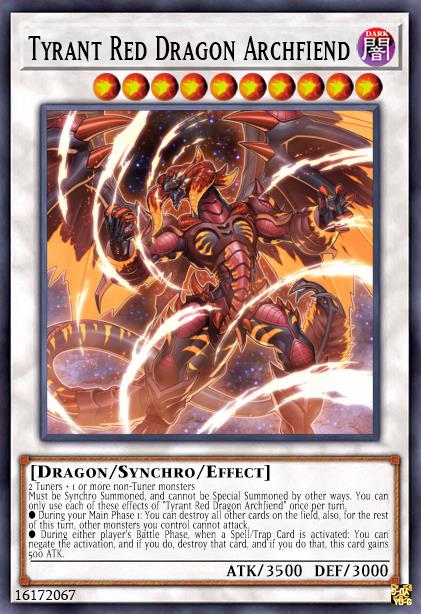 Tyrant Red Dragon Archfiend
DARK
闇
[Dragon/Synchro/Effect]
2 Tuners + 1 or more non-Tuner monsters
Must be Synchro Summoned, and cannot be Special Summoned by other ways. You can
only use each of these effects of "Tyrant Red Dragon Archfiend" once per turn.
● During your Main Phase 1: You can destroy all other cards on the field, also, for the rest
of this turn, other monsters you control cannot attack.
● During either player's Battle Phase, when a Spell/Trap Card is activated: You can
negate the activation, and if you do, destroy that card, and if you do that, this card gains
500 ATK.
ATK/3500 DEF/3000
16172067